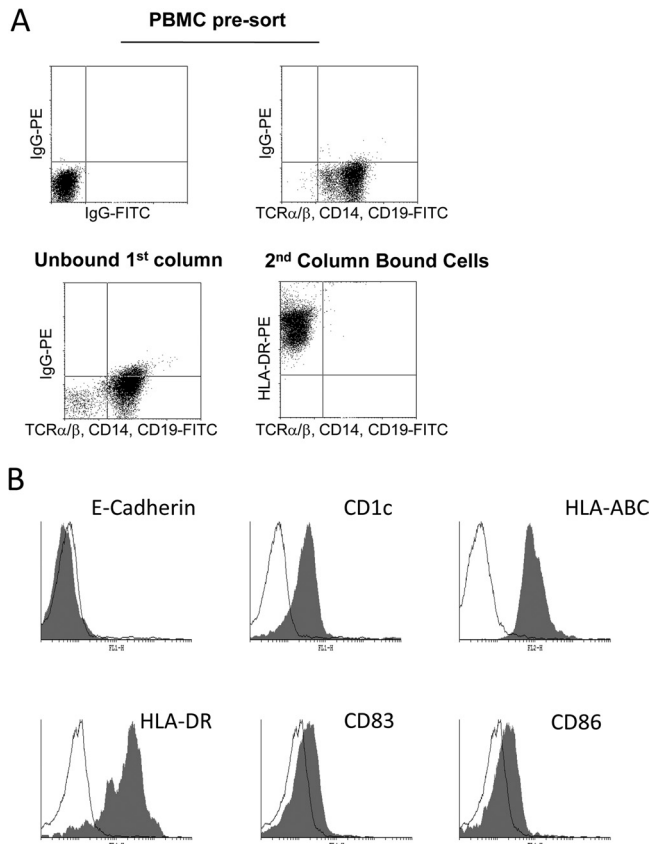 A
PBMC pre-sort
IgG-PE
IgG-FITC
IgG-PE
TCRα/β, CD14, CD19-FITC
Unbound 1st column
IgG-PE
TCRα/β, CD14, CD19-FITC
2nd Column Bound Cells
HLA-DR-PE
TCRα/β, CD14, CD19-FITC
B
E-Cadherin
FL1-H
CD1c
FL1-H
HLA-ABC
FL2-H
HLA-DR
CD83
CD86